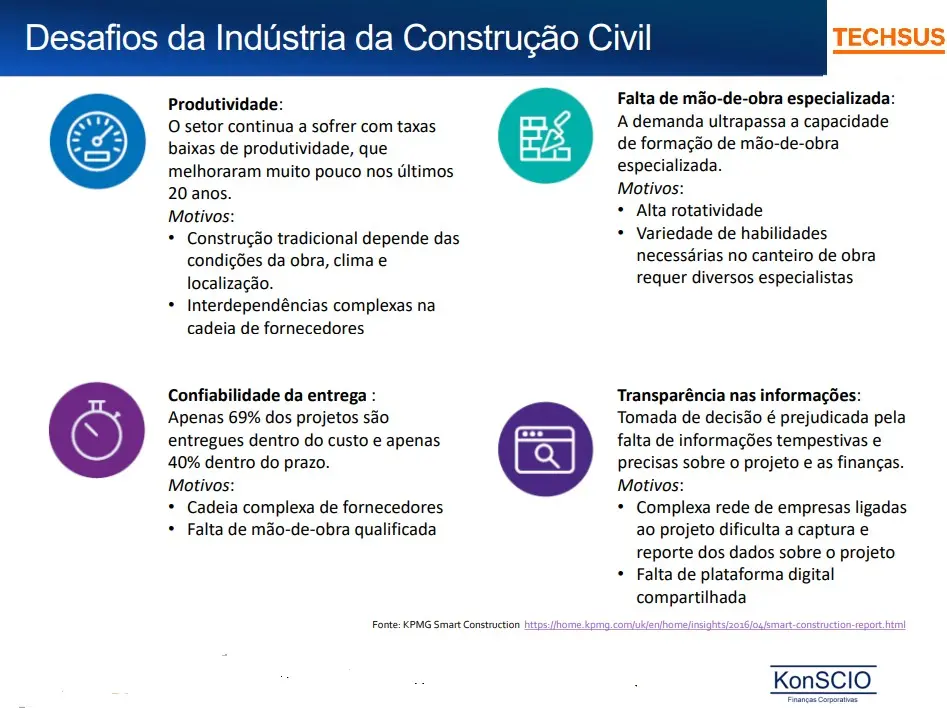 Desafios da Indústria da Construção Civil
TECHSUS
Produtividade:
O setor continua a sofrer com taxas
baixas de produtividade, que
melhoraram muito pouco nos últimos
20 anos.
Motivos:
• Construção tradicional depende das
condições da obra, clima e
localização.
• Interdependências complexas na
cadeia de fornecedores
Falta de mão-de-obra especializada:
A demanda ultrapassa a capacidade
de formação de mão-de-obra
especializada.
Motivos:
• Alta rotatividade
• Variedade de habilidades
necessárias no canteiro de obra
requer diversos especialistas
Confiabilidade da entrega :
Apenas 69% dos projetos são
entregues dentro do custo e apenas
40% dentro do prazo.
Motivos:
• Cadeia complexa de fornecedores
• Falta de mão-de-obra qualificada
Transparência nas informações:
Tomada de decisão é prejudicada pela
falta de informações tempestivas e
precisas sobre o projeto e as finanças.
Motivos:
• Complexa rede de empresas ligadas
ao projeto dificulta a captura e
reporte dos dados sobre o projeto
• Falta de plataforma digital
compartilhada
Fonte: KPMG Smart Construction https://home.kpmg.com/uk/en/home/insights/2016/04/smart-construction-report.html
KonSCIO
Finanças Corporativas